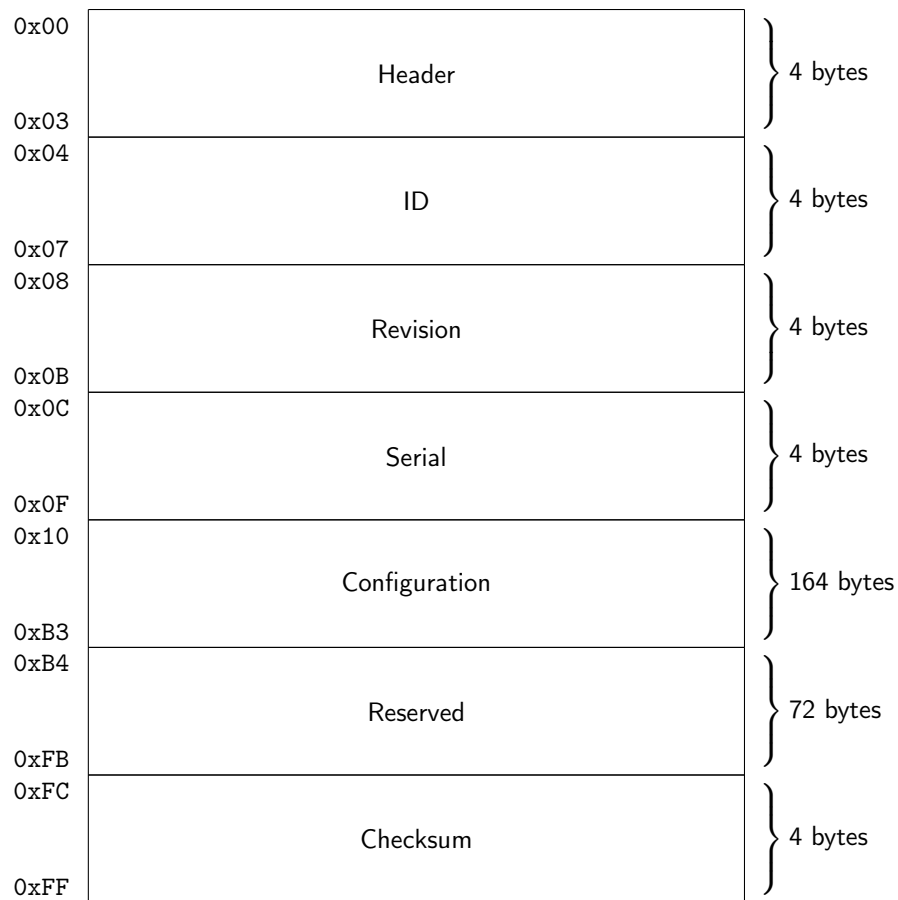 0x00
Header
4 bytes
0x03
0x04
ID
4 bytes
0x07
0x08
Revision
4 bytes
0x0B
0x0C
Serial
4 bytes
0x0F
0x10
Configuration
164 bytes
0xB3
0xB4
Reserved
72 bytes
0xFB
0xFC
Checksum
4 bytes
0xFF